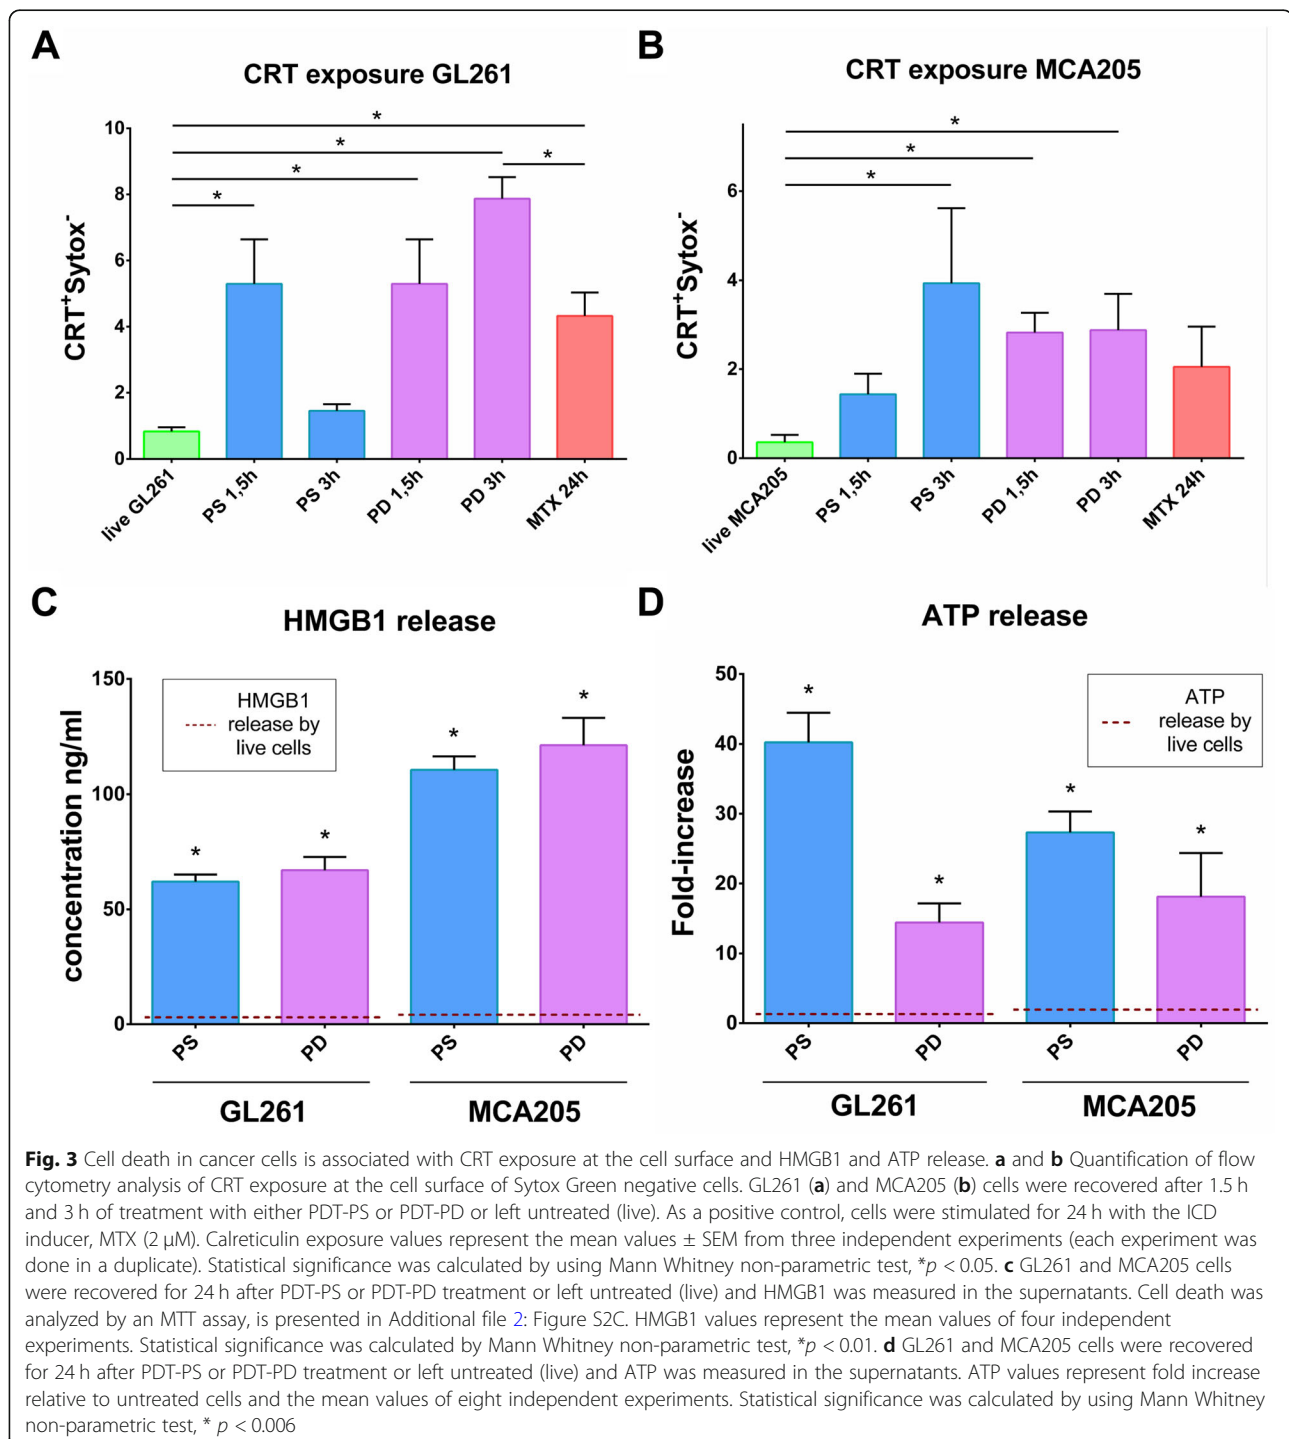 A
CRT exposure GL261
CRT+Sytox-
10
8
6
4
2
0
*
*
*
*
*
live GL261
PS 1,5h
PS 3h
PD 1,5h
PD 3h
MTX 24h
B
CRT exposure MCA205
CRT+Sytox-
6
4
2
0
*
*
*
live MCA205
PS 1,5h
PS 3h
PD 1,5h
PD 3h
MTX 24h
C
HMGB1 release
concentration ng/ml
150
100
50
0
HMGB1
release by
live cells
*
*
*
*
PS
PD
PS
PD
GL261
MCA205
D
ATP release
Fold-increase
50
40
30
20
10
0
ATP
release by
live cells
*
*
*
*
PS
PD
PS
PD
GL261
MCA205
Fig. 3 Cell death in cancer cells is associated with CRT exposure at the cell surface and HMGB1 and ATP release. a and b Quantification of flow
cytometry analysis of CRT exposure at the cell surface of Sytox Green negative cells. GL261 (a) and MCA205 (b) cells were recovered after 1.5 h
and 3 h of treatment with either PDT-PS or PDT-PD or left untreated (live). As a positive control, cells were stimulated for 24 h with the ICD
inducer, MTX (2 μM). Calreticulin exposure values represent the mean values ± SEM from three independent experiments (each experiment was
done in a duplicate). Statistical significance was calculated by using Mann Whitney non-parametric test, *p < 0.05. c GL261 and MCA205 cells
were recovered for 24 h after PDT-PS or PDT-PD treatment or left untreated (live) and HMGB1 was measured in the supernatants. Cell death was
analyzed by an MTT assay, is presented in Additional file 2: Figure S2C. HMGB1 values represent the mean values of four independent
experiments. Statistical significance was calculated by Mann Whitney non-parametric test, *p < 0.01. d GL261 and MCA205 cells were recovered
for 24 h after PDT-PS or PDT-PD treatment or left untreated (live) and ATP was measured in the supernatants. ATP values represent fold increase
relative to untreated cells and the mean values of eight independent experiments. Statistical significance was calculated by using Mann Whitney
non-parametric test, * p < 0.006